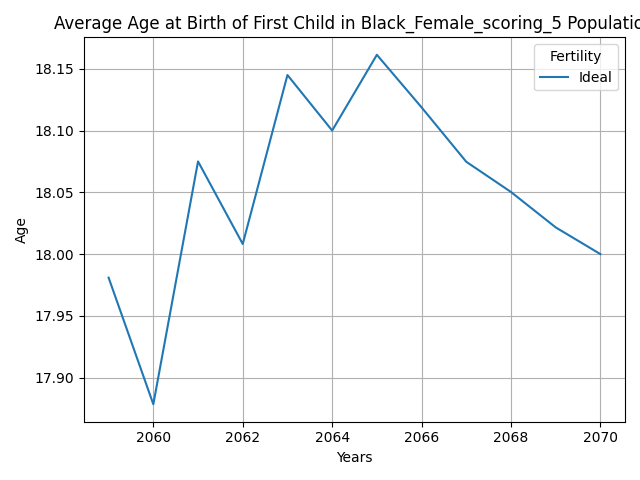 Average Age at Birth of First Child in Black_Female_scoring_5 Populatio
Fertility
Ideal
18.15
18.10
18.05
18.00
17.95
17.90
Age
2060 2062 2064 2066 2068 2070
Years